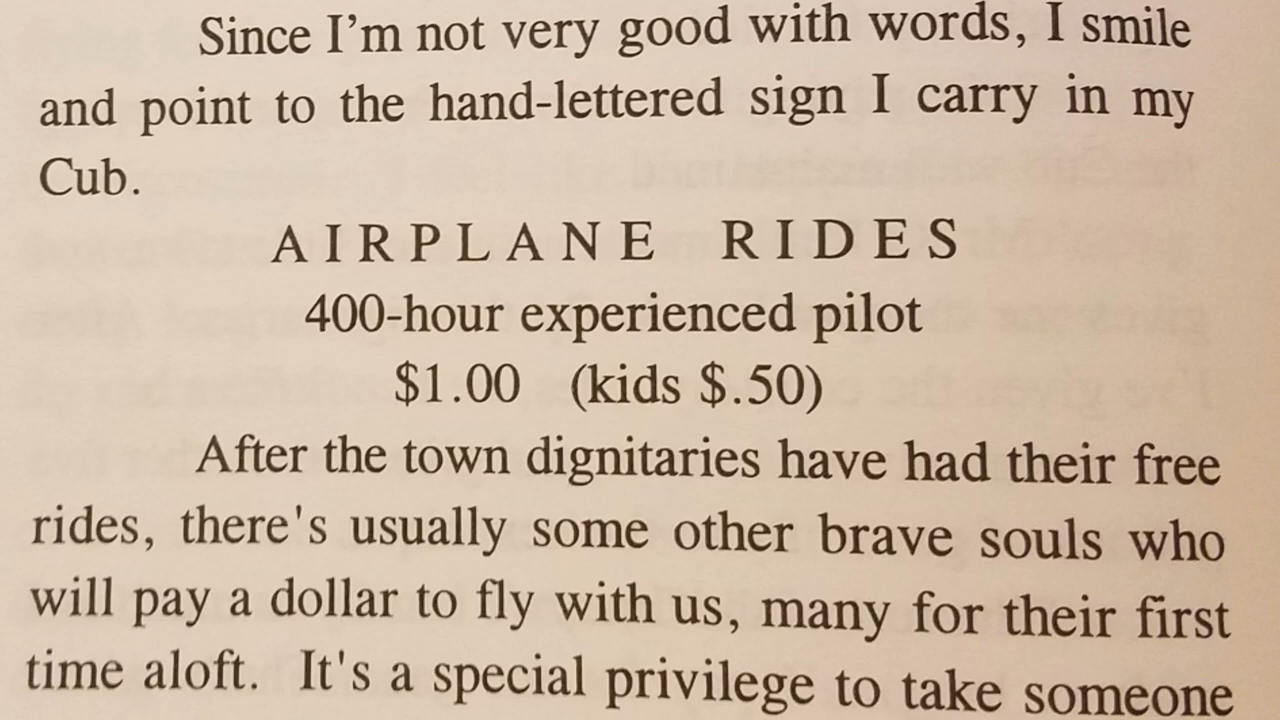 Since I’m not very good with words, I smile
and point to the hand-lettered sign I carry in my
Cub.
AIRPLANE RIDES
400-hour experienced pilot
$1.00 (kids $.50)
After the town dignitaries have had their free
rides, there's usually some other brave souls who
will pay a dollar to fly with us, many for their first
time aloft. It's a special privilege to take someone